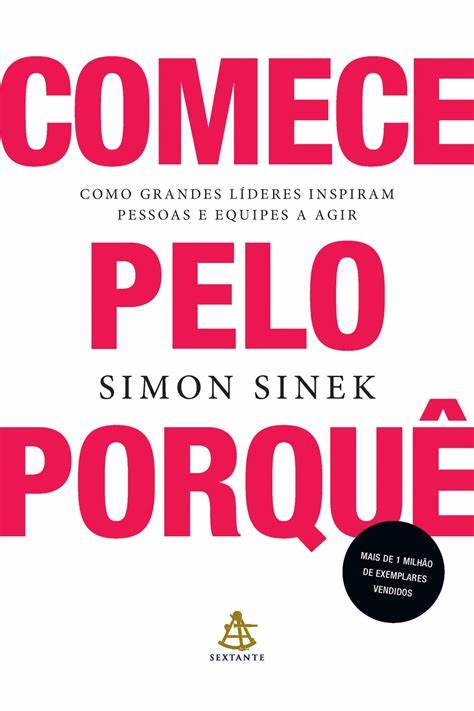 COMECE
COMO GRANDES LÍDERES INSPIRAM
PESSOAS E EQUIPES A AGIR
PELO
SIMON SINEK
PORQUÊ
MAIS DE 1 MILHÃO
DE EXEMPLARES
VENDIDOS
SEXTANTE